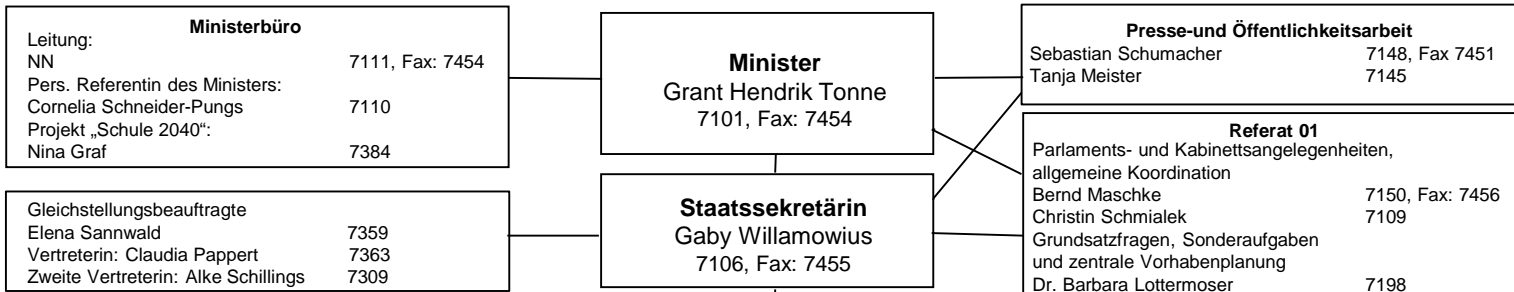 Ministerbüro
Leitung:
NN 7111, Fax: 7454
Pers. Referentin des Ministers:
Cornelia Schneider-Pungs 7110
Projekt „Schule 2040“:
Nina Graf 7384
Minister
Grant Hendrik Tonne
7101, Fax: 7454
Presse-und Öffentlichkeitsarbeit
Sebastian Schumacher 7148, Fax 7451
Tanja Meister 7145
Gleichstellungsbeauftragte
Elena Sannwald 7359
Vertreterin: Claudia Pappert 7363
Zweite Vertreterin: Alke Schillings 7309
Staatssekretärin
Gaby Willamowius
7106, Fax: 7455
Referat 01
Parlaments- und Kabinettsangelegenheiten,
allgemeine Koordination
Bernd Maschke 7150, Fax: 7456
Christin Schmialek 7109
Grundsatzfragen, Sonderaufgaben
und zentrale Vorhabenplanung
Dr. Barbara Lottermoser 7198